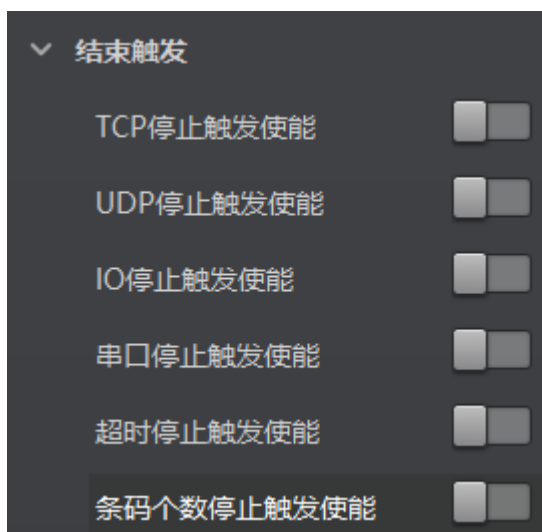 结束触发
TCP停止触发使能
UDP停止触发使能
IO停止触发使能
串口停止触发使能
超时停止触发使能
条码个数停止触发使能